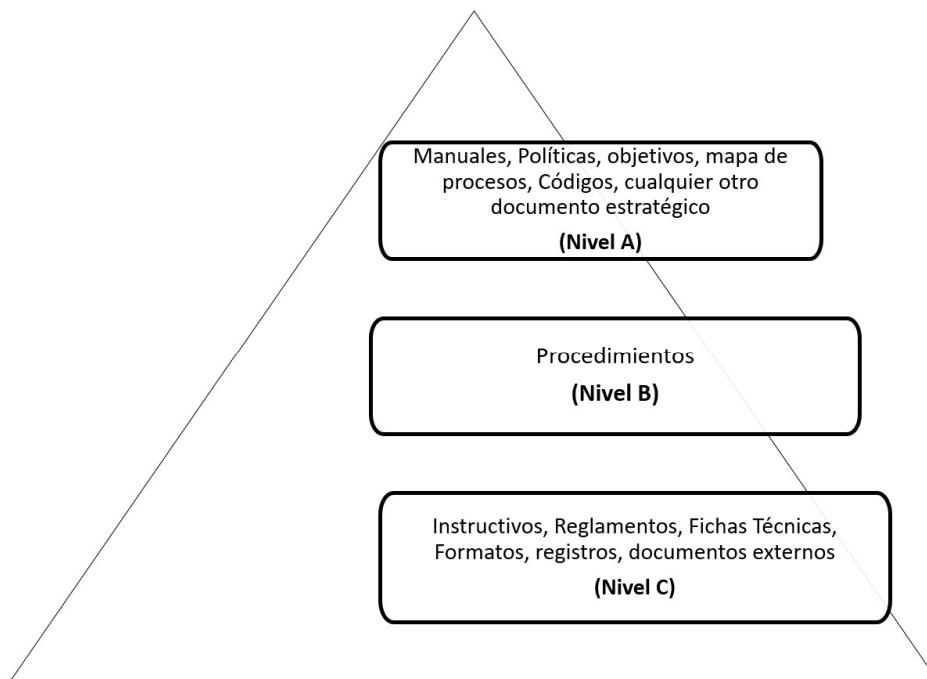 Manuales, Políticas, objetivos, mapa de
procesos, Códigos, cualquier otro
documento estratégico
(Nivel A)
Procedimientos
(Nivel B)
Instructivos, Reglamentos, Fichas Técnicas,
Formatos, registros, documentos externos
(Nivel C)